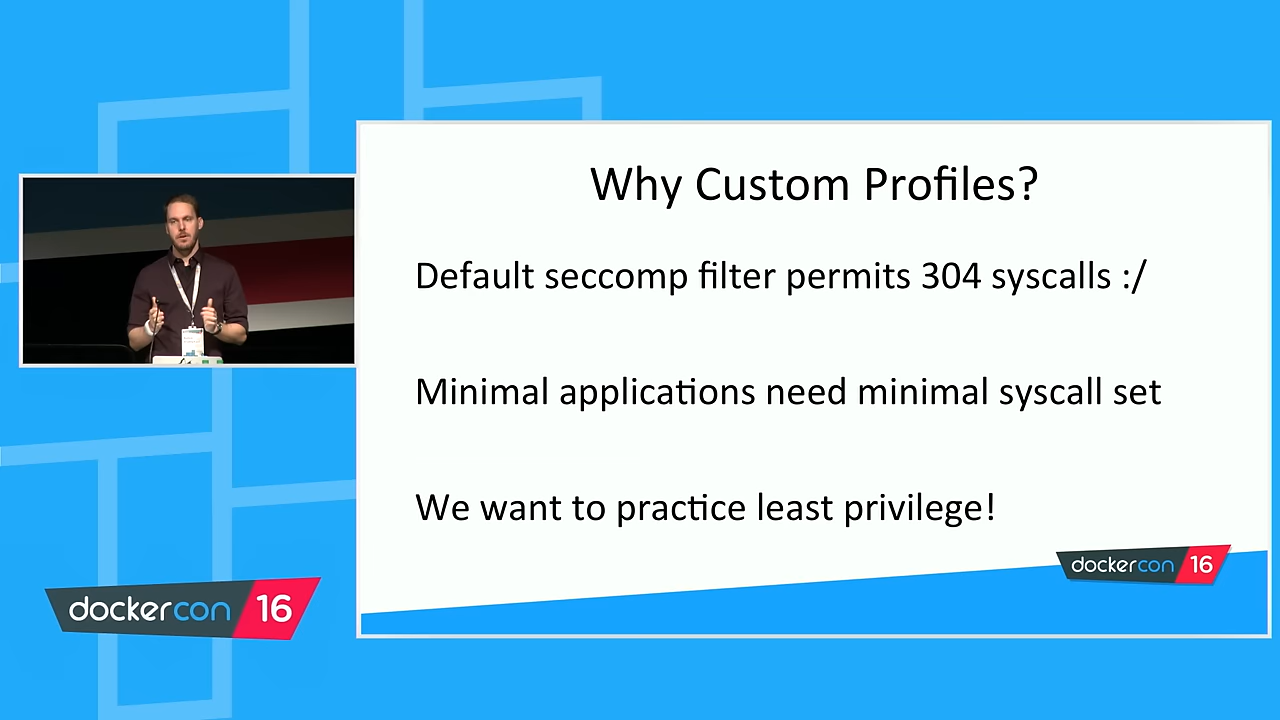 Why Custom Profiles?
Default seccomp filter permits 304 syscalls :/
Minimal applications need minimal syscall set
We want to practice least privilege!
dockercon 16
dockercon 16